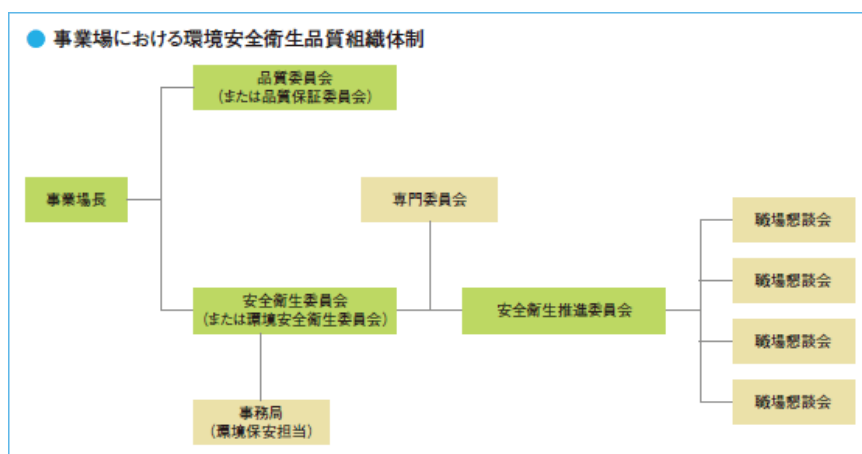 事業場における環境安全衛生品質組織体制
品質委員会
(または品質保証委員会)
事業場長
専門委員会
職場懇談会
職場懇談会
安全衛生委員会
(または環境安全衛生委員会)
安全衛生推進委員会
職場懇談会
職場懇談会
事務局
(環境保安担当)